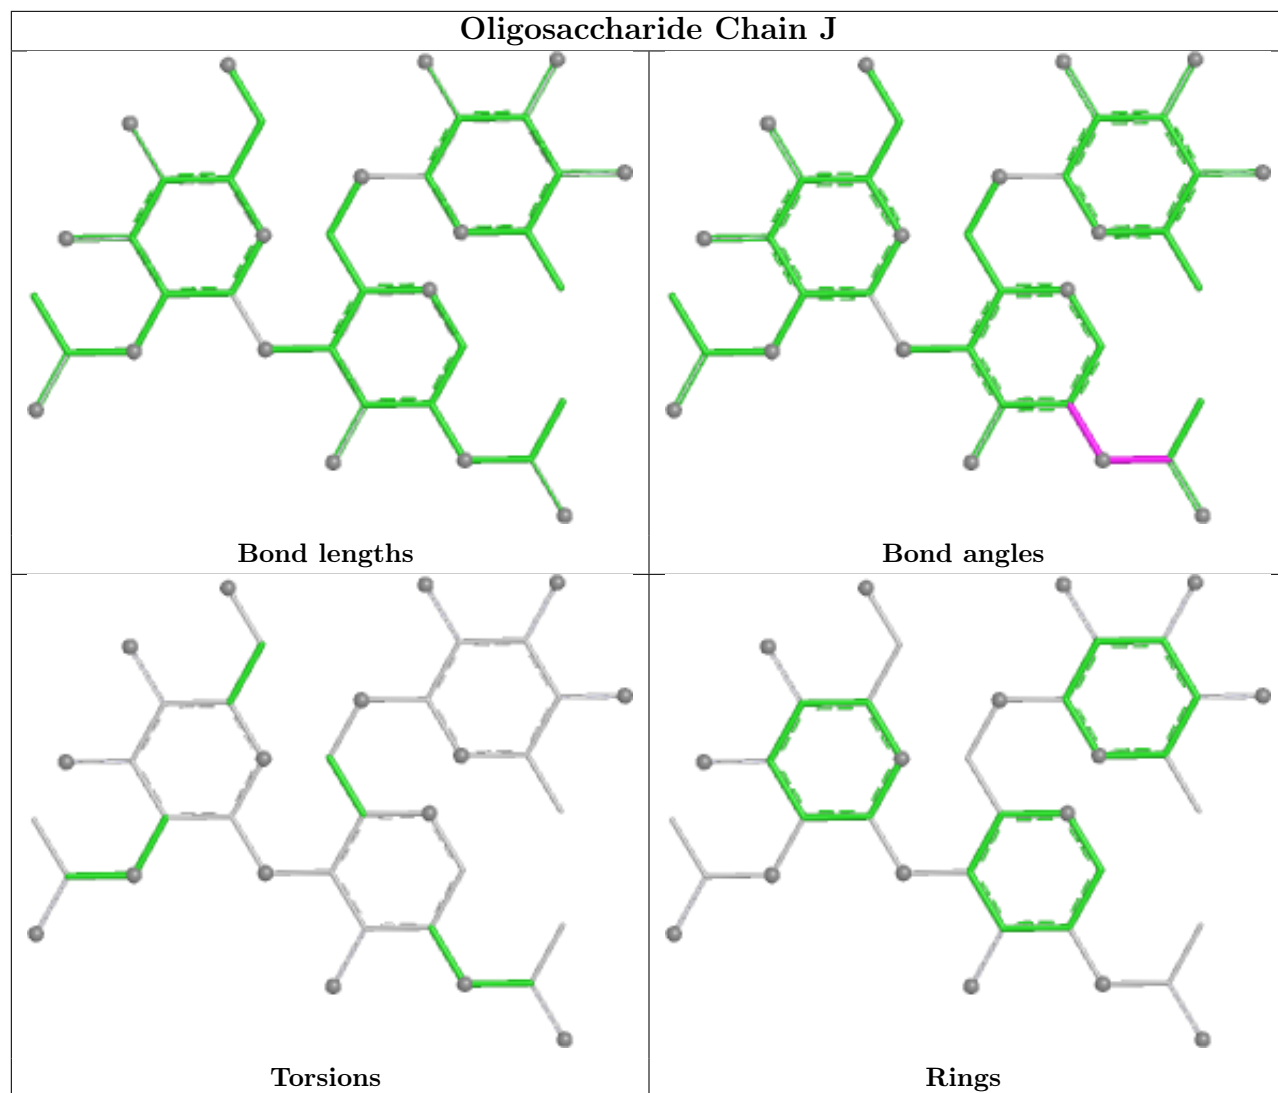 Oligosaccharide Chain J
Bond lengths
Bond angles
Torsions
Rings